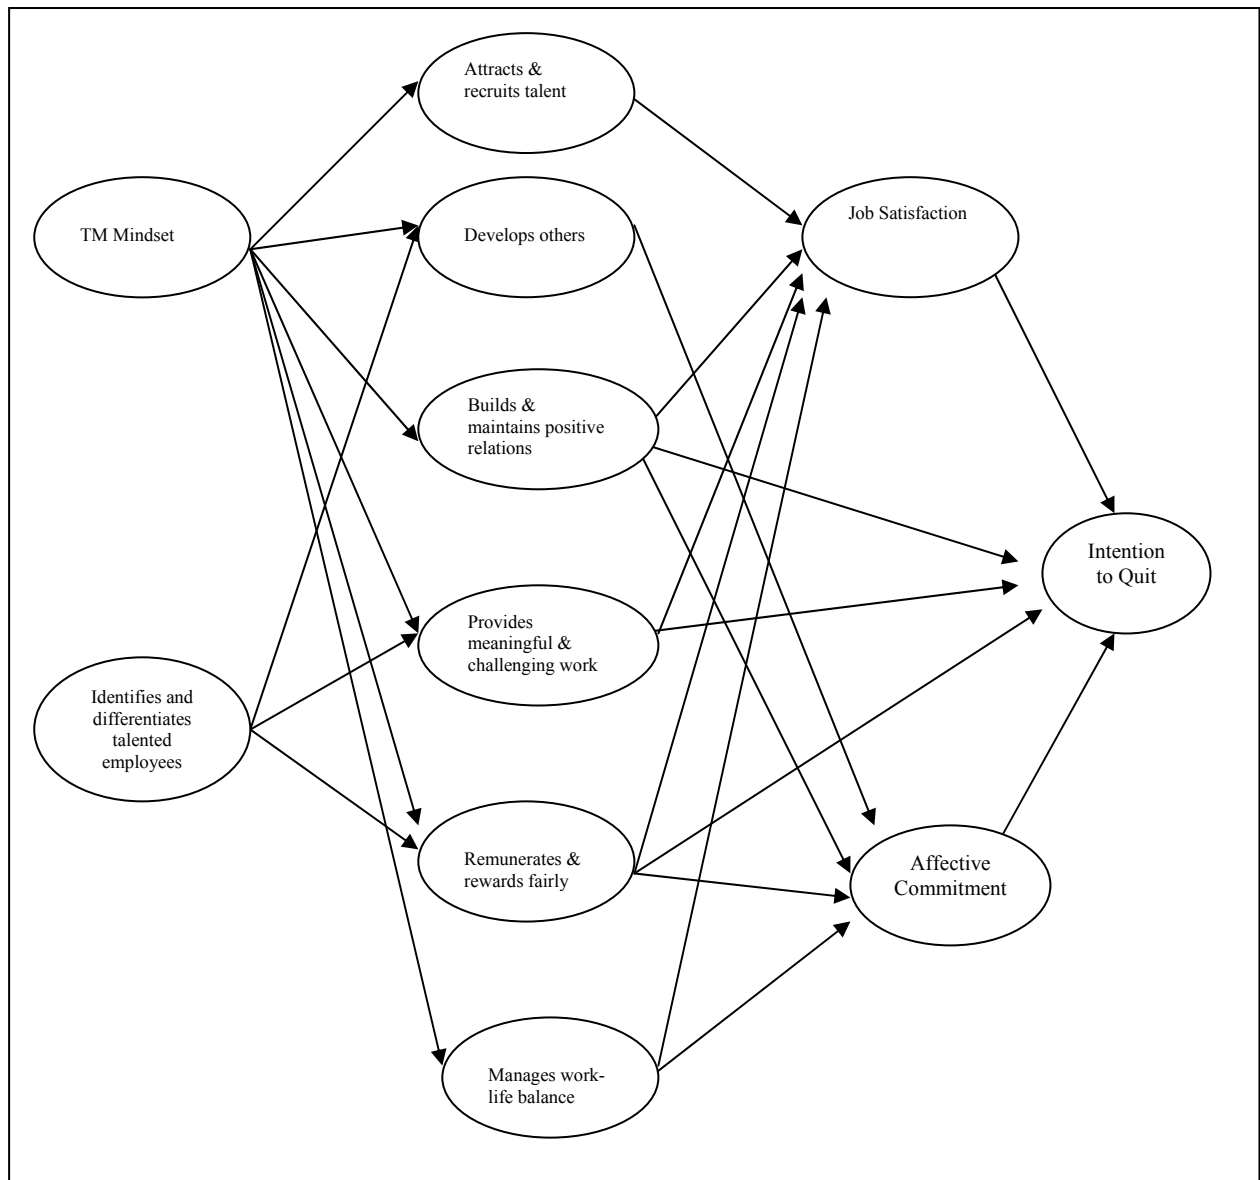 Attracts &
recruits talent
TM Mindset
Develops others
Job Satisfaction
Builds &
maintains positive
relations
Intention
to Quit
Provides
meaningful &
challenging work
Identifies and
differentiates
talented
employees
Remunerates &
rewards fairly
Affective
Commitment
Manages work-
life balance